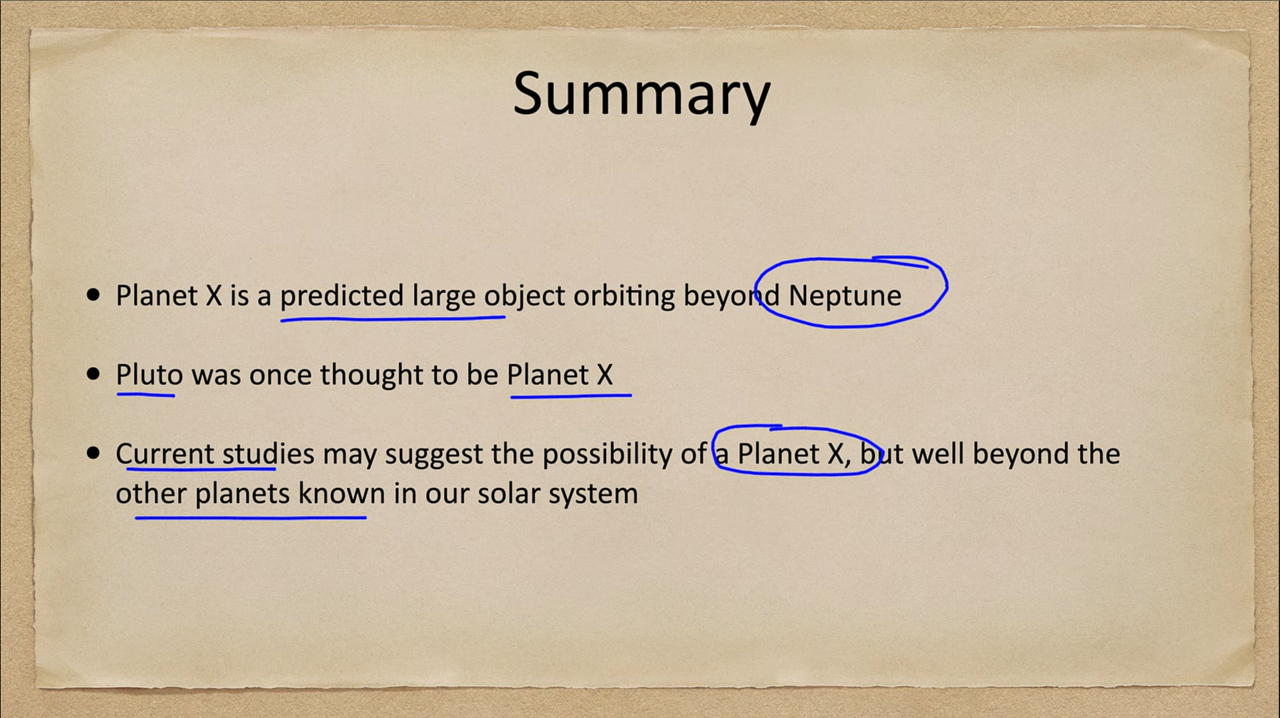 Summary
• Planet X is a predicted large object orbiting beyond Neptune
• Pluto was once thought to be Planet X
• Current studies may suggest the possibility of a Planet X, but well beyond the
other planets known in our solar system